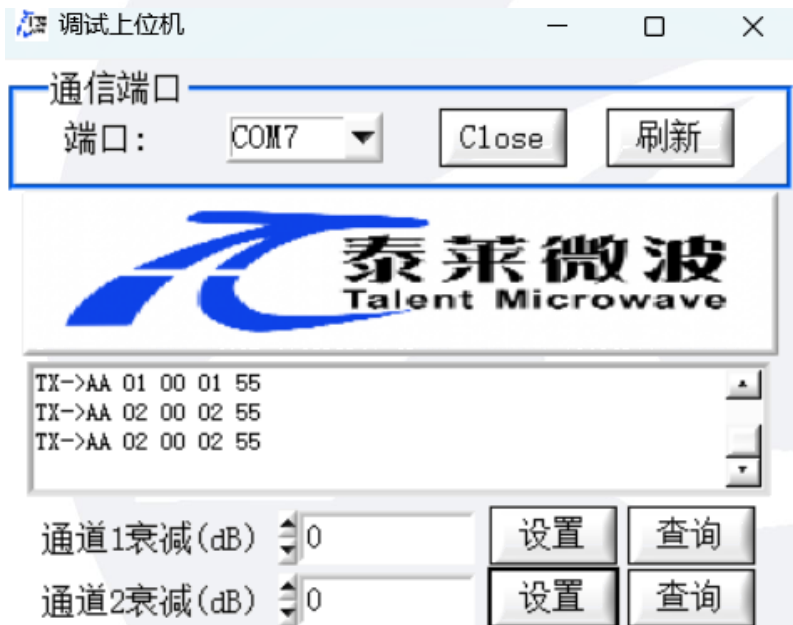 调试上位机
通信端口
端口: COM7 Close 刷新
泰莱微波
Talent Microwave
TX->AA 01 00 01 55
TX->AA 02 00 02 55
TX->AA 02 00 02 55
通道1衰减(dB) 0 设置 查询
通道2衰减(dB) 0 设置 查询